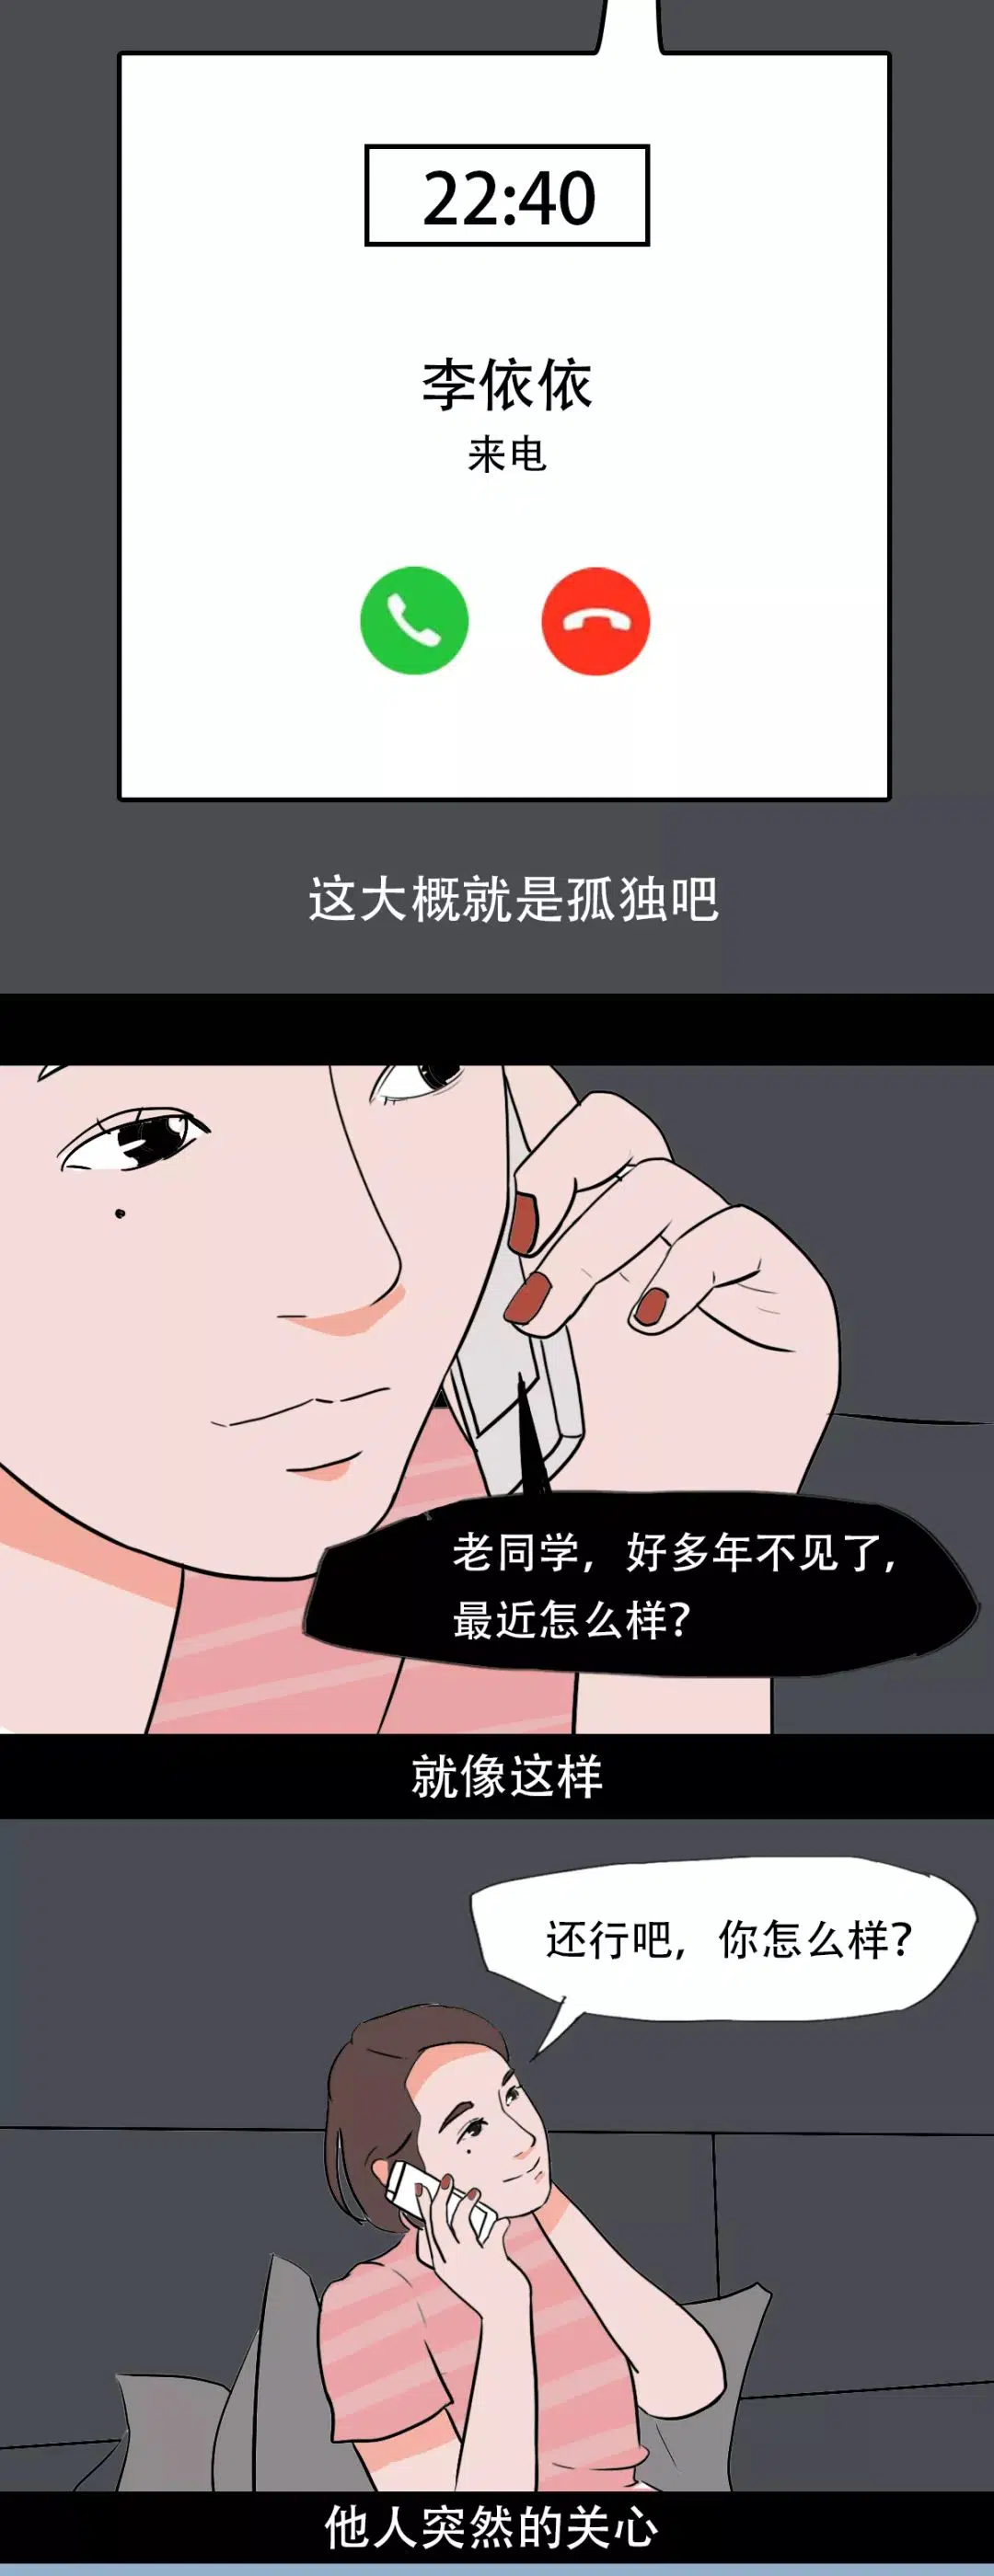 22:40
李依依
来电
这大概就是孤独吧
老同学，好多年不见了，
最近怎么样？
就像这样
还行吧，你怎么样？
他人突然的关心